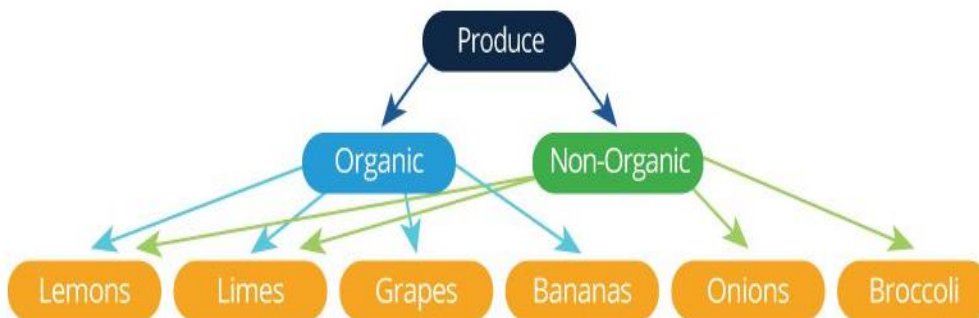 Produce
Organic Non-Organic
Lemons Limes Grapes Bananas Onions Broccoli